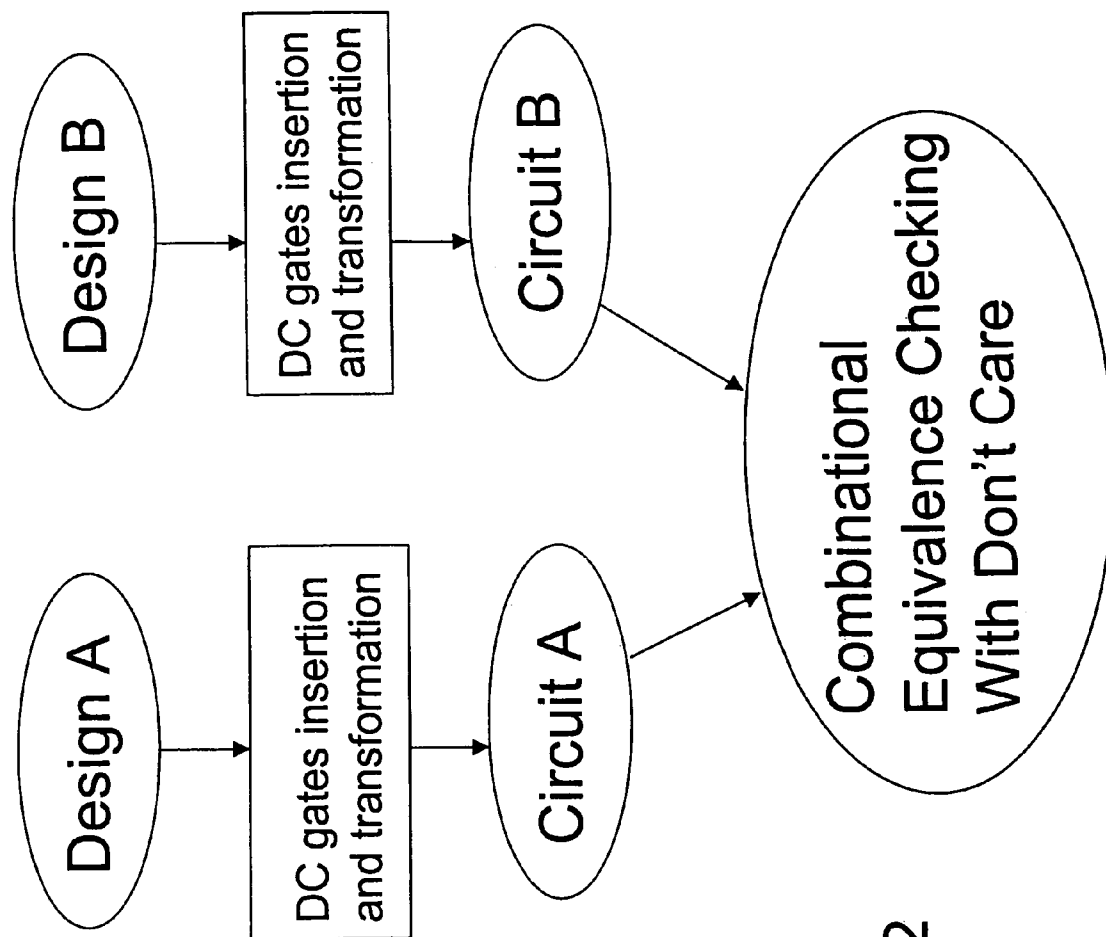 Design A
DC gates insertion
and transformation
Circuit A
Design B
DC gates insertion
and transformation
Circuit B
Combinational
Equivalence Checking
With Don't Care
2